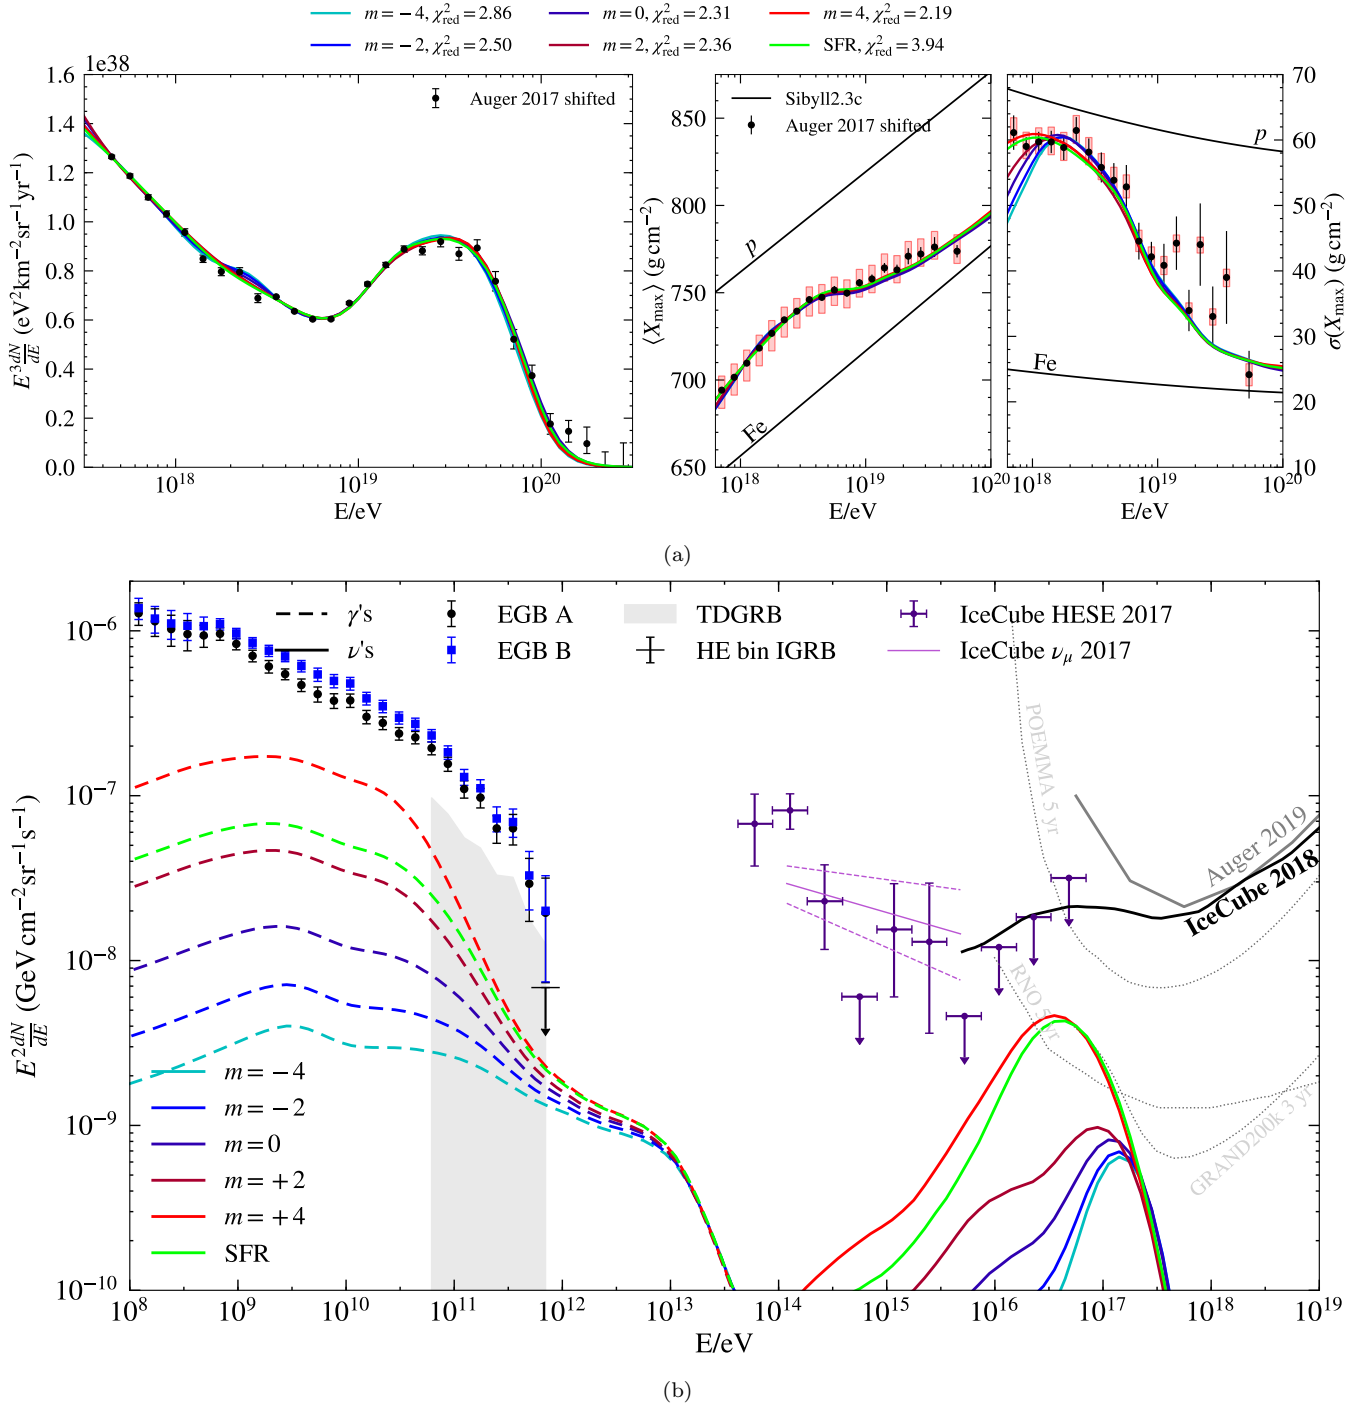 m = −4, χ²red = 2.86
m = 0, χ²red = 2.31
m = 4, χ²red = 2.19
m = −2, χ²red = 2.50
m = 2, χ²red = 2.36
SFR, χ²red = 3.94
1e38
Auger 2017 shifted
1.6
1.4
1.2
1.0
0.8
0.6
0.4
0.2
0.0
E³ dN/dE (eV²km⁻²sr⁻¹yr⁻¹)
10¹⁸
10¹⁹
10²⁰
E/eV
Sibyll2.3c
Auger 2017 shifted
p
Fe
850
800
750
700
650
⟨Xmax⟩ (g cm⁻²)
10¹⁸
10¹⁹
10²⁰
E/eV
p
Fe
70
60
50
40
30
20
10
σ(Xmax) (g cm⁻²)
10¹⁸
10¹⁹
10²⁰
E/eV
(a)
γ's
ν's
EGB A
EGB B
TDGRB
HE bin IGRB
IceCube HESE 2017
IceCube νμ 2017
POEMMA 5 yr
Auger 2019
IceCube 2018
RNO 5 yr
GRAND200k 3 yr
10⁻⁶
10⁻⁷
10⁻⁸
10⁻⁹
10⁻¹⁰
E² dN/dE (GeV cm⁻²sr⁻¹s⁻¹)
m = −4
m = −2
m = 0
m = +2
m = +4
SFR
10⁸
10⁹
10¹⁰
10¹¹
10¹²
10¹³
10¹⁴
10¹⁵
10¹⁶
10¹⁷
10¹⁸
10¹⁹
E/eV
(b)